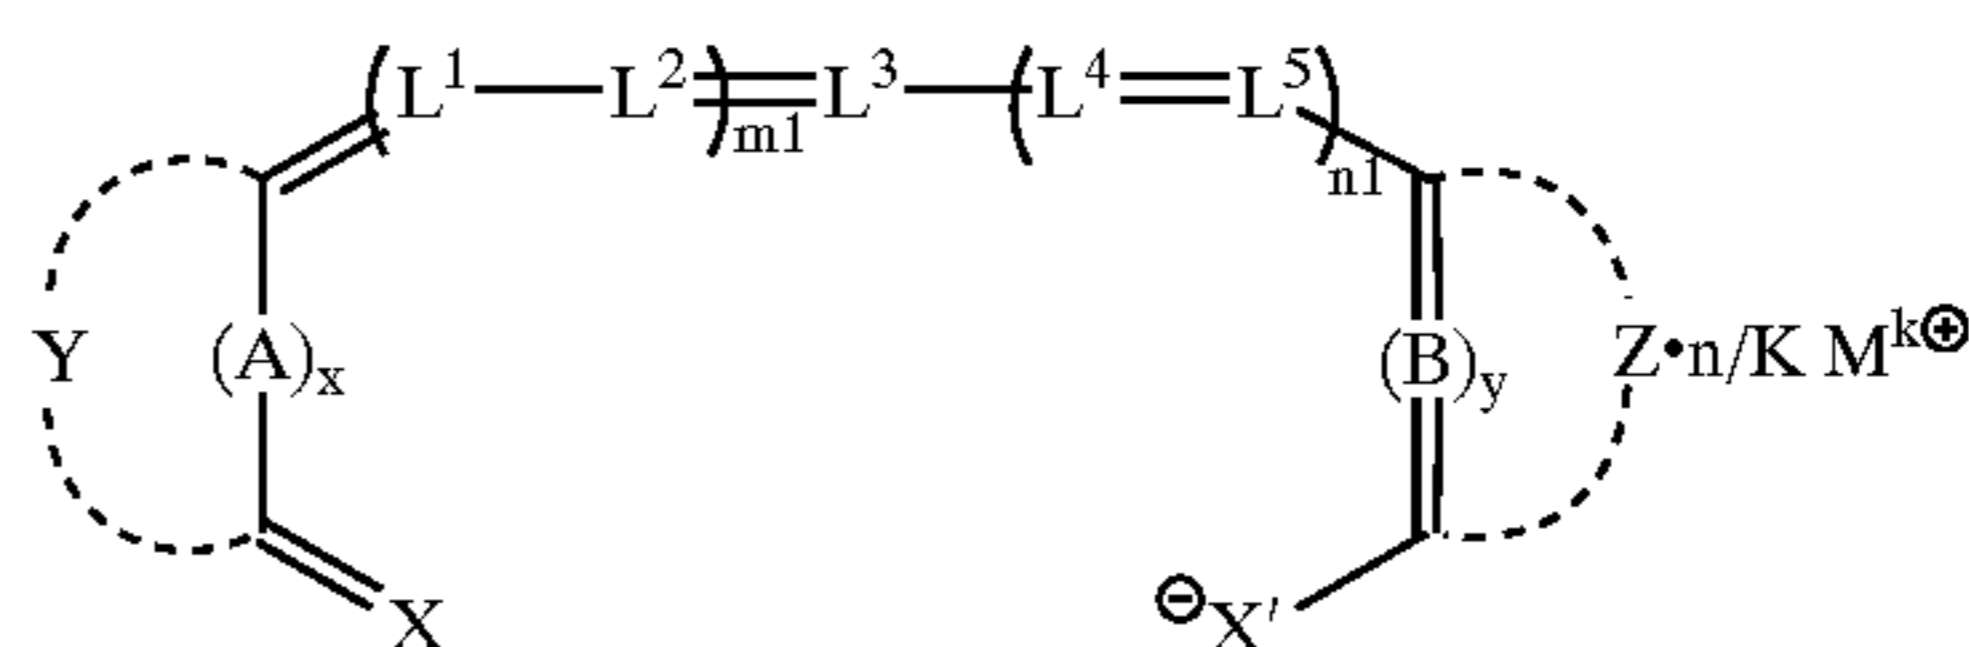 (L¹—L²)m1=L³—(L⁴=L⁵)n1
Y (A)x (B)y Z•n/K Mᵏ⊕
X ⊖X'